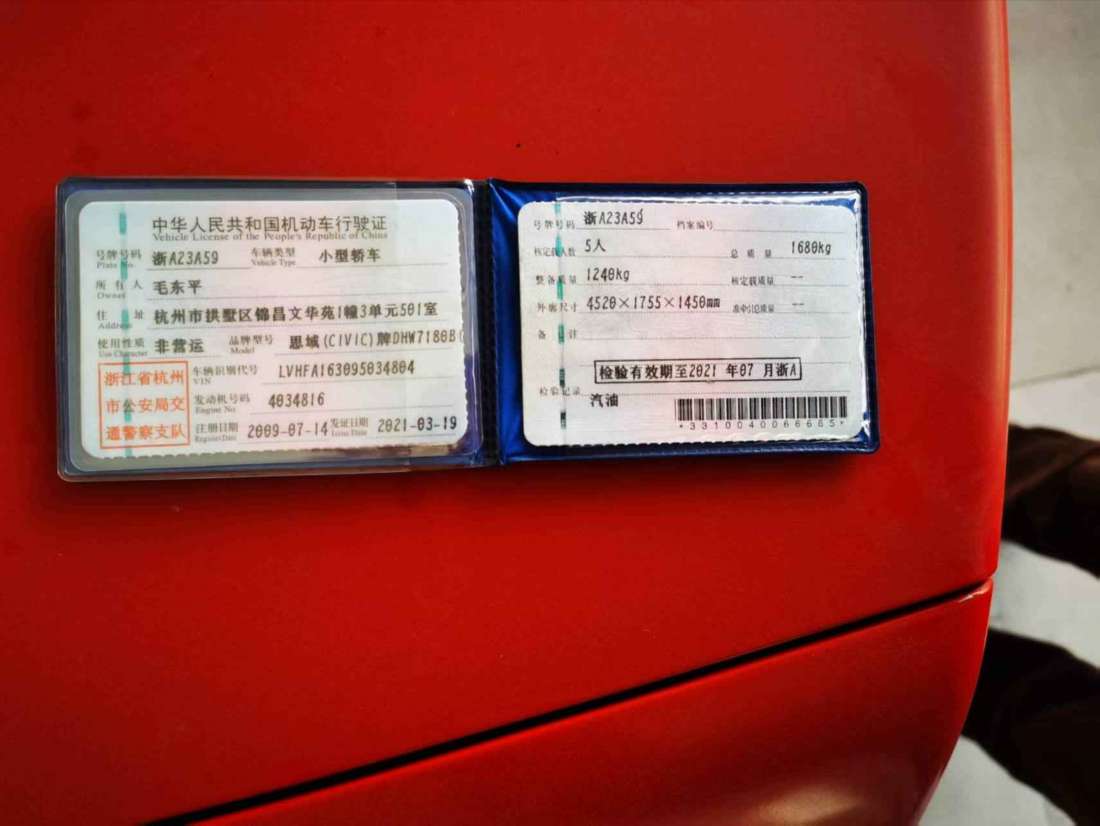 中华人民共和国机动车行驶证
Vehicle License of the People's Republic of China
号牌号码 浙A23A59 车辆类型 小型轿车
Plate No. Vehicle Type
所有人 毛东平
Owner
住址 杭州市拱墅区锦昌文华苑1幢3单元501室
Address
使用性质 非营运 品牌型号 思域(CIVIC)牌DHW7180B
Use Character Model
浙江省杭州
市公安局交
通警察支队
车辆识别代号 LVHFA163095034804
VIN
发动机号码 4034816
Engine No.
注册日期 2009-07-14 发证日期 2021-03-19
Register Date Issue Date
号牌号码 浙A23A59 档案编号
核定载人数 5人 总质量 1680kg
整备质量 1240kg 核定载质量 --
外廓尺寸 4520×1755×1450mm 准牵引总质量 --
备注
检验有效期至2021 年07 月浙A
检验记录 汽油
*3310040066665*